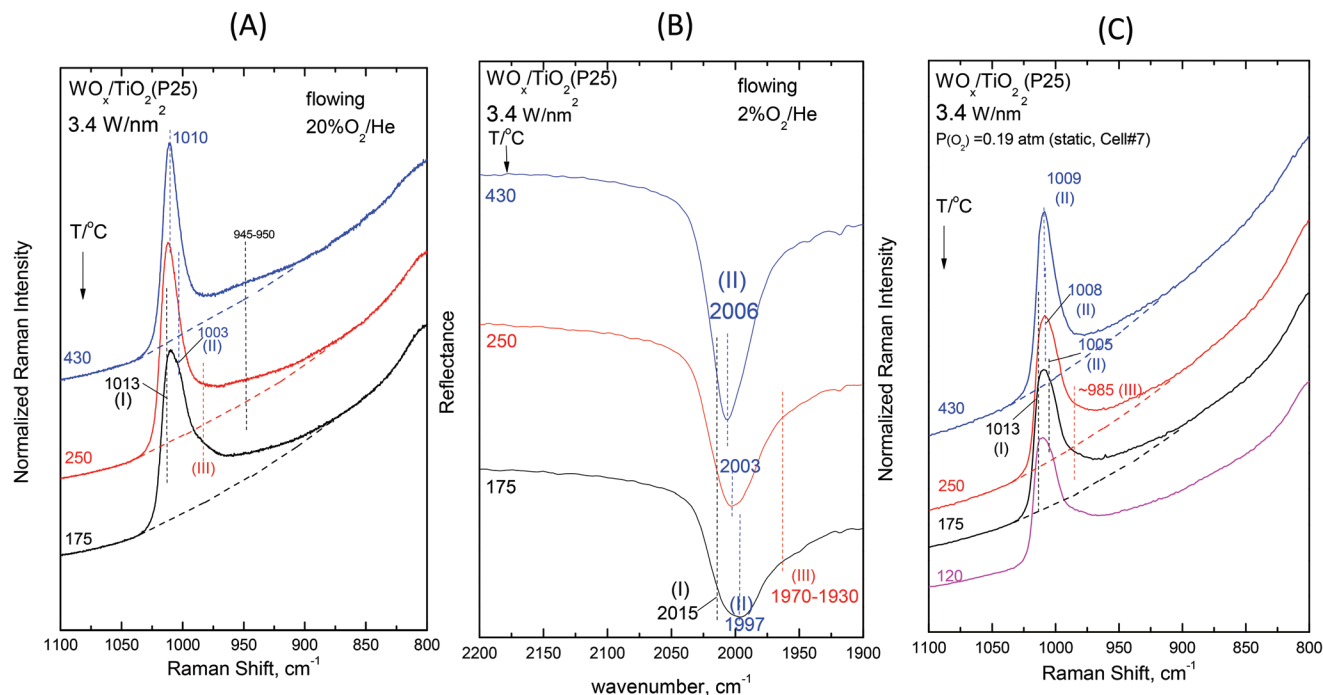 (A)
WOₓ/TiO₂(P25)
3.4 W/nm²
flowing
20%O₂/He
1010
T/°C
945-950
1003
(II)
430
1013
(I)
250
(III)
175
Normalized Raman Intensity
1100 1050 1000 950 900 850 800
Raman Shift, cm⁻¹
(B)
WOₓ/TiO₂(P25)
3.4 W/nm²
flowing
2%O₂/He
T/°C
430
(II)
2006
250
2003
175
(I)
2015
(II)
1997
(III)
1970-1930
Reflectance
2200 2150 2100 2050 2000 1950 1900
wavenumber, cm⁻¹
(C)
WOₓ/TiO₂(P25)
3.4 W/nm²
P(O₂) =0.19 atm (static, Cell#7)
T/°C
1009
(II)
1008
(II)
1005
(II)
430
~985 (III)
1013
(I)
250
175
120
Normalized Raman Intensity
1100 1050 1000 950 900 850 800
Raman Shift, cm⁻¹